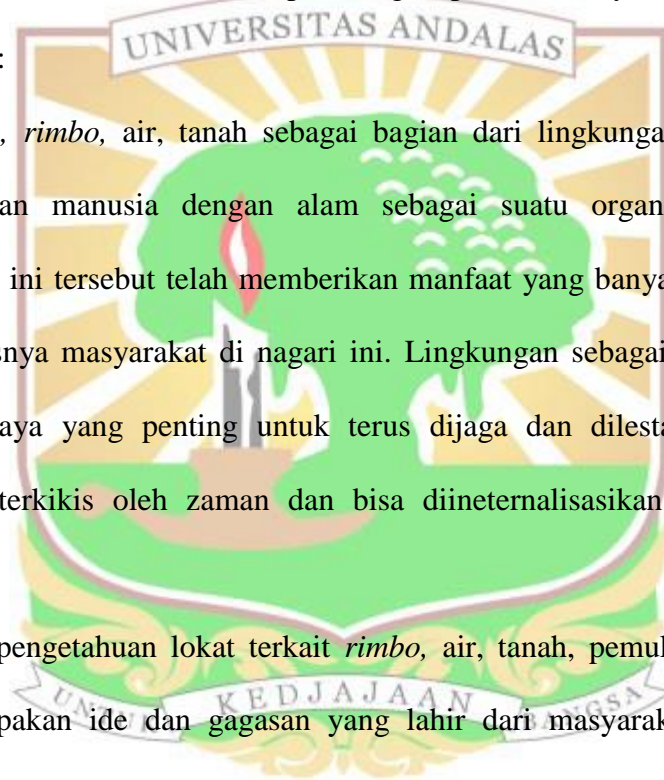 UNIVERSITAS ANDALAS
:
, rimbo, air, tanah sebagai bagian dari lingkunga
an manusia dengan alam sebagai suatu organ
ini tersebut telah memberikan manfaat yang banya
snya masyarakat di nagari ini. Lingkungan sebagai
aya yang penting untuk terus dijaga dan dilesta
terkikis oleh zaman dan bisa diineternalisasikan
pengetahuan lokat terkait rimbo, air, tanah, pemul
KEDJAJAAN BANGSA
pakan ide dan gagasan yang lahir dari masyarak